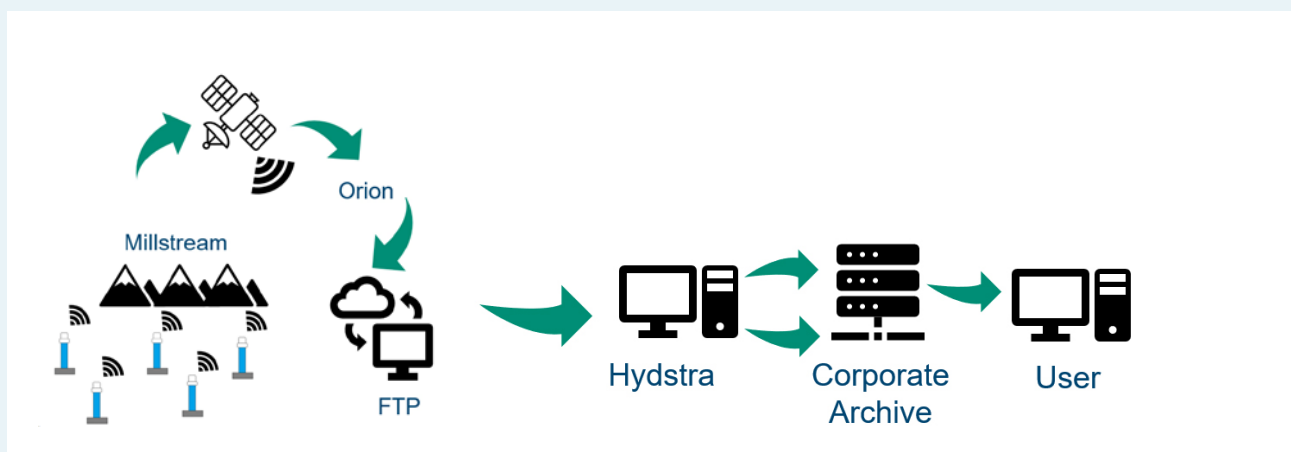 Orion
Millstream
FTP
Hydstra
Corporate
Archive
User